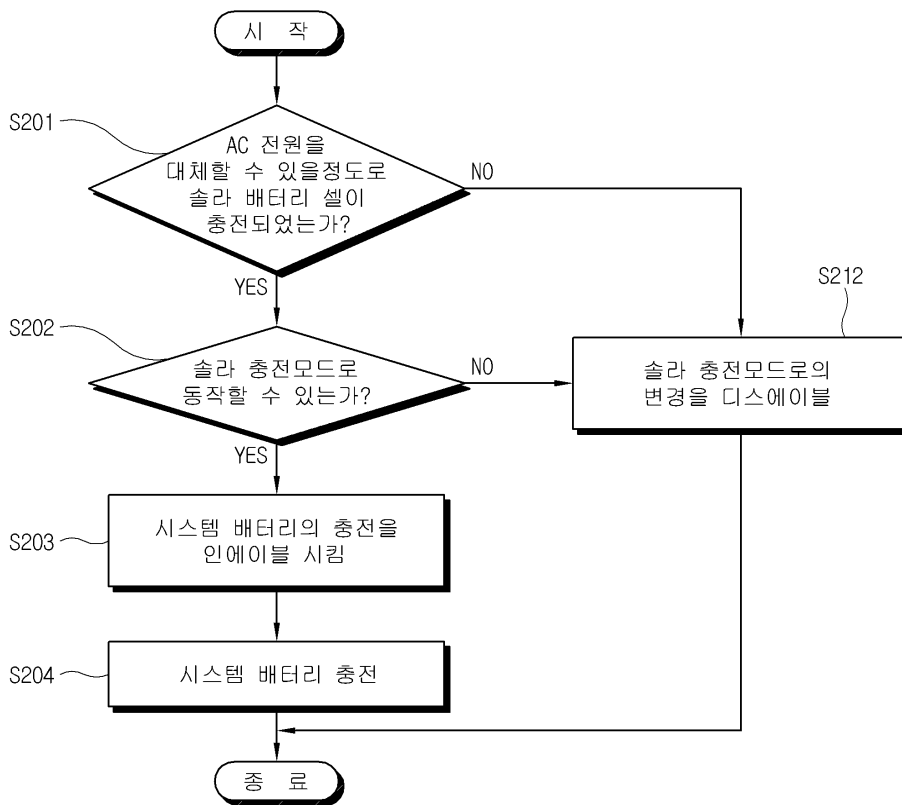 시 작
S201
AC 전원을
대체할 수 있을정도로
솔라 배터리 셀이
충전되었는가?
NO
YES
S202
솔라 충전모드로
동작할 수 있는가?
NO
S212
솔라 충전모드로의
변경을 디스에이블
YES
S203
시스템 배터리의 충전을
인에이블 시킴
S204
시스템 배터리 충전
종 료